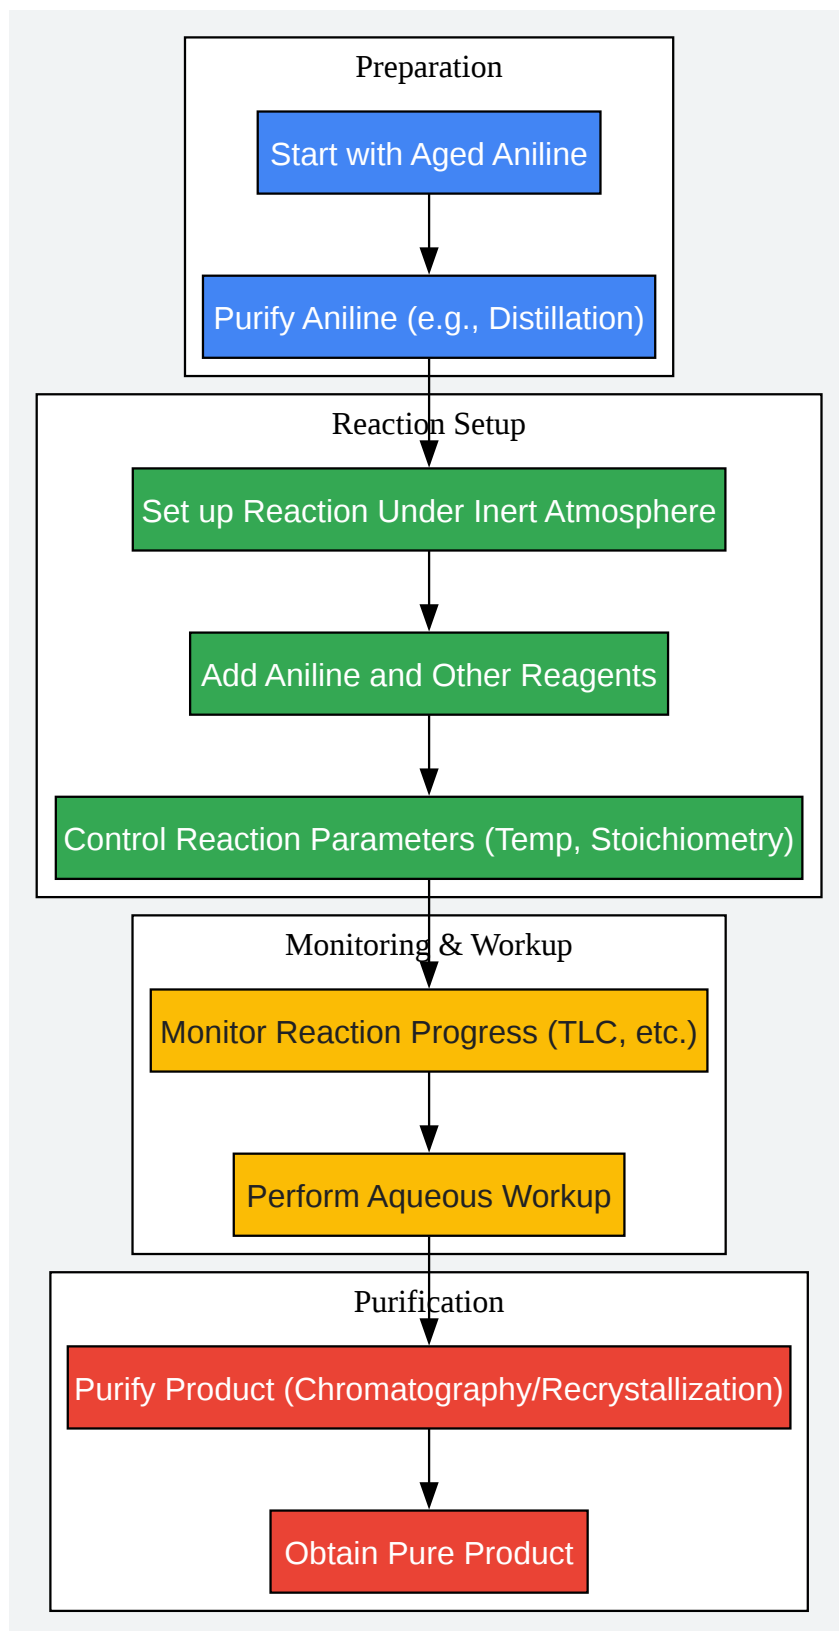 Preparation
Start with Aged Aniline
Purify Aniline (e.g., Distillation)
Reaction Setup
Set up Reaction Under Inert Atmosphere
Add Aniline and Other Reagents
Control Reaction Parameters (Temp, Stoichiometry)
Monitoring & Workup
Monitor Reaction Progress (TLC, etc.)
Perform Aqueous Workup
Purification
Purify Product (Chromatography/Recrystallization)
Obtain Pure Product